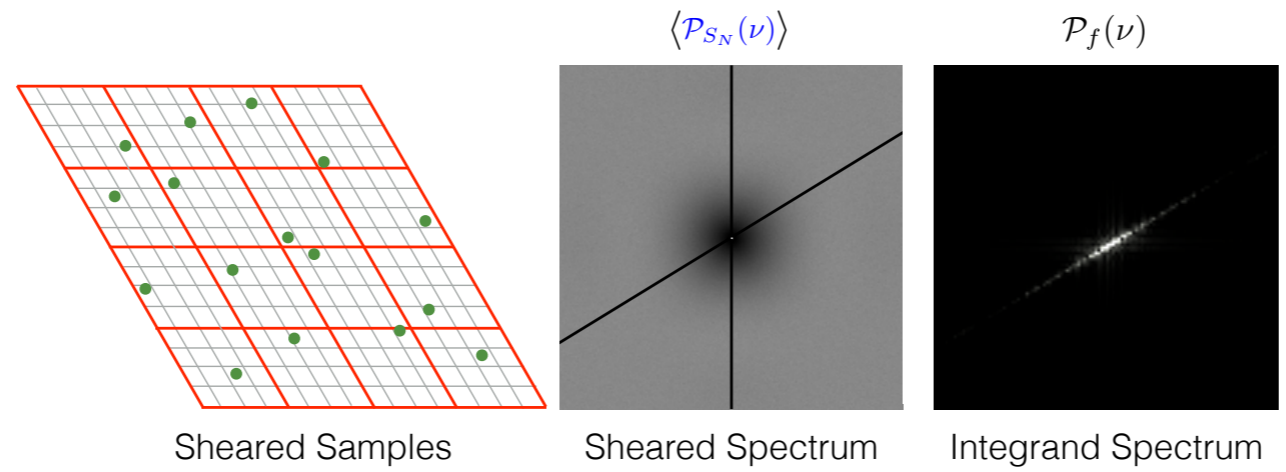 ⟨𝒫_{S_N}(ν)⟩
𝒫_f(ν)
Sheared Samples
Sheared Spectrum
Integrand Spectrum